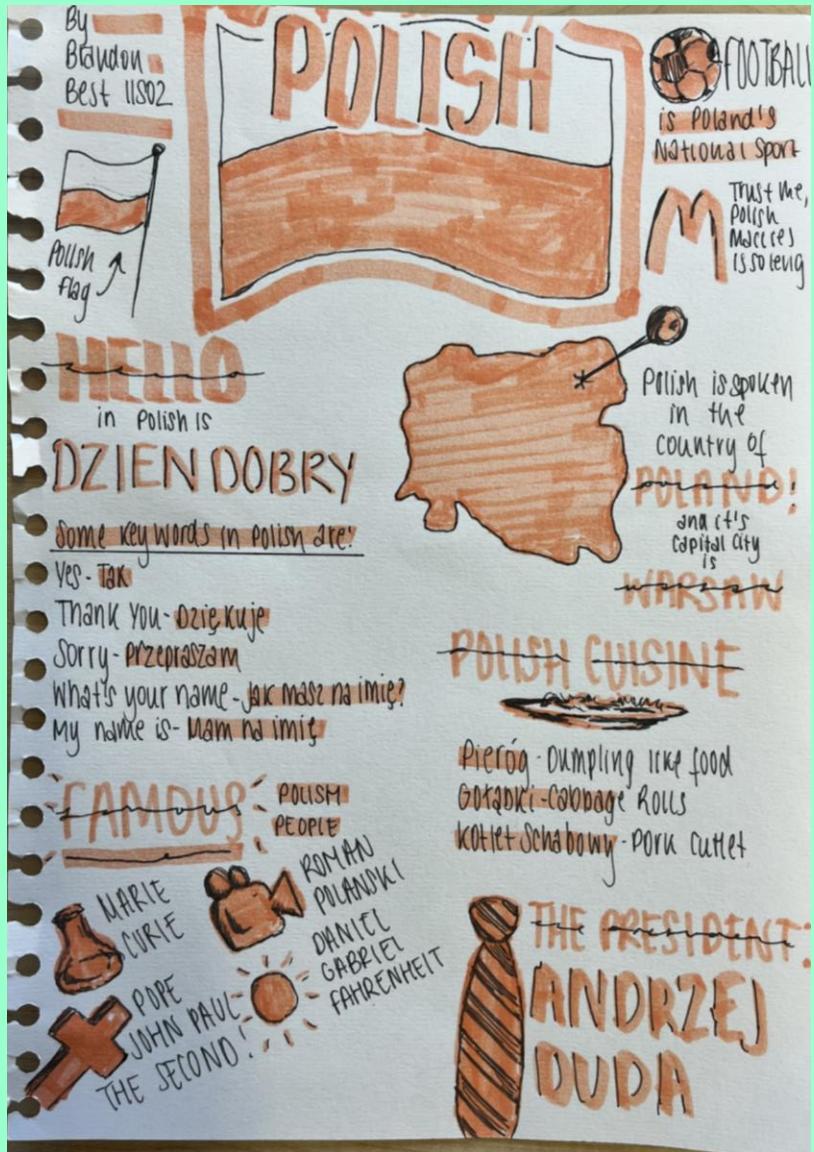 By
Brandon
Best 11S02
POLISH
FOOTBALL
is Poland's
National Sport
Polish
flag
M
Trust me,
Polish
Maccies
is so leng
HELLO
in Polish is
DZIEN DOBRY
Polish is spoken
in the
country of
POLAND!
and it's
capital city
is
WARSAW
Some key words in polish are:
Yes - Tak
Thank You - Dziękuje
Sorry - Przepraszam
What's your name - Jak masz na imię?
My name is - Mam na imię
POLISH CUISINE
Pieróg - Dumpling like food
Gołąbki - Cabbage Rolls
Kotlet Schabowy - Pork cutlet
FAMOUS
POLISH
PEOPLE
MARIE
CURIE
ROMAN
POLANSKI
POPE
JOHN PAUL
THE SECOND!
DANIEL
GABRIEL
FAHRENHEIT
THE PRESIDENT:
ANDRZEJ
DUDA